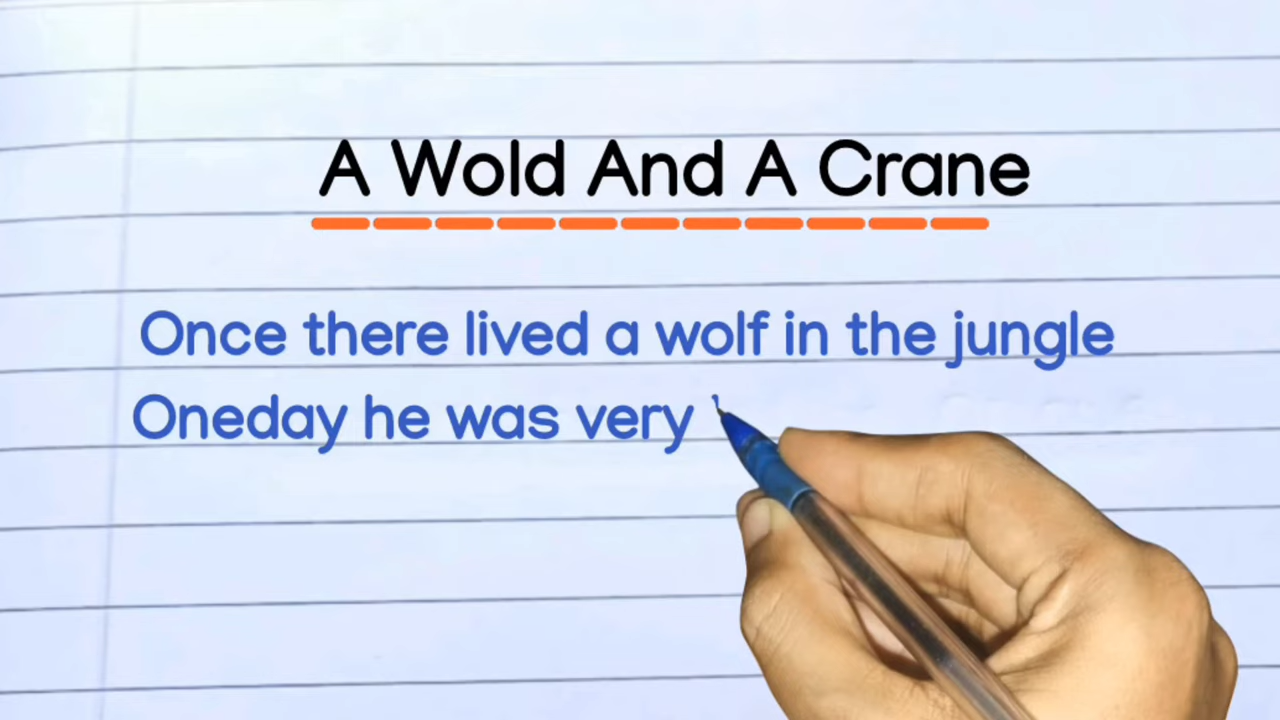 A Wold And A Crane
Once there lived a wolf in the jungle
Oneday he was very